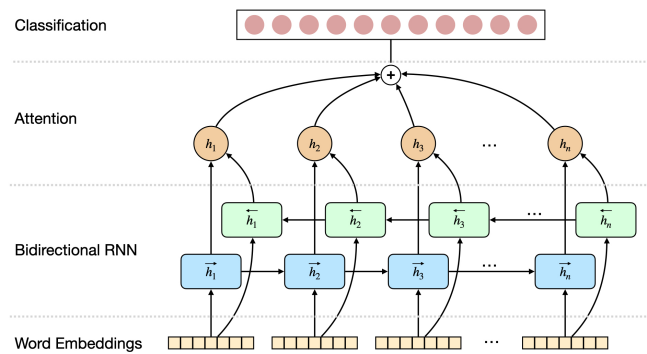 Classification
+
Attention
h₁ h₂ h₃ ... hₙ
Bidirectional RNN
←h₁ ←h₂ ←h₃ ... ←hₙ
→h₁ →h₂ →h₃ ... →hₙ
Word Embeddings ...